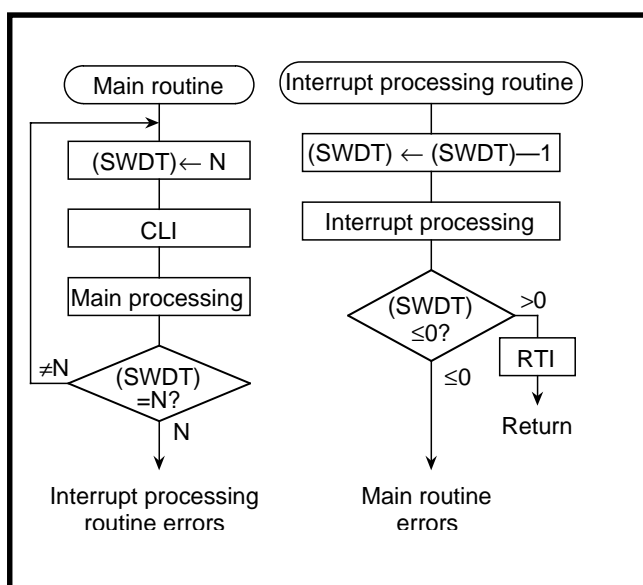 Main routine
(SWDT)← N
CLI
Main processing
≠N
(SWDT)
=N?
N
Interrupt processing
routine errors
Interrupt processing routine
(SWDT) ← (SWDT)—1
Interrupt processing
>0
(SWDT)
≤0?
RTI
≤0
Return
Main routine
errors